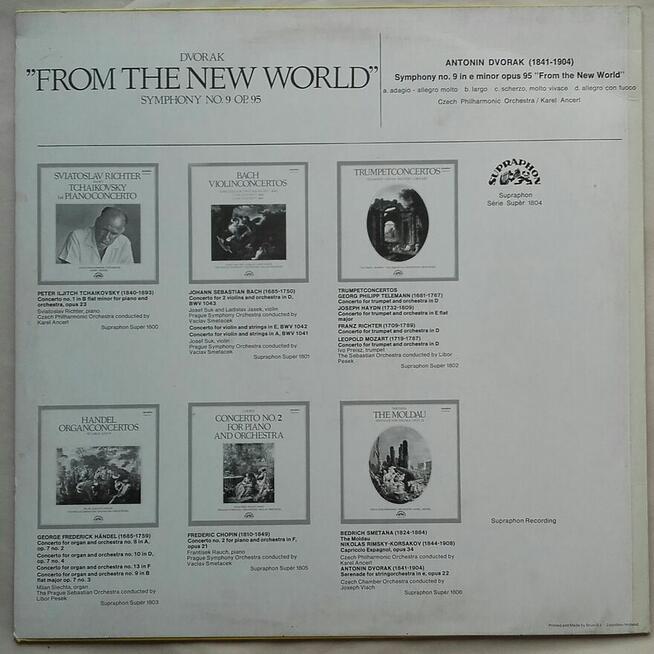 DVORAK
"FROM THE NEW WORLD"
SYMPHONY NO. 9 OP. 95
ANTONIN DVORAK (1841-1904)
Symphony no. 9 in e minor opus 95 "From the New World"
a. adagio - allegro molto b. largo c. scherzo, molto vivace d. allegro con fuoco
Czech Philharmonic Orchestra / Karel Ancerl
SVIATOSLAV RICHTER
TCHAIKOVSKY
1st PIANOCONCERTO
PETER ILJITCH TCHAIKOVSKY (1840-1893)
Concerto no. 1 in B flat minor for piano and
orchestra, opus 23
Sviatoslav Richter, piano
Czech Philharmonic Orchestra conducted by
Karel Ancerl
Supraphon Super 1800
BACH
VIOLINCONCERTOS
JOHANN SEBASTIAN BACH (1685-1750)
Concerto for 2 violins and orchestra in D,
BWV 1043
Josef Suk and Ladislav Jasek, violin
Prague Symphony Orchestra conducted by
Vaclav Smetacek
Concerto for violin and strings in E, BWV 1042
Concerto for violin and strings in A, BWV 1041
Josef Suk, violin
Prague Symphony Orchestra conducted by
Vaclav Smetacek
Supraphon Super 1801
TRUMPETCONCERTOS
TRUMPETCONCERTOS
GEORG PHILIPP TELEMANN (1681-1767)
Concerto for trumpet and orchestra in D
JOSEPH HAYDN (1732-1809)
Concerto for trumpet and orchestra in E flat
major
FRANZ RICHTER (1709-1789)
Concerto for trumpet and orchestra in D
LEOPOLD MOZART (1719-1787)
Concerto for trumpet and orchestra in D
Ivo Preisz, trumpet
The Sebastian Orchestra conducted by Libor
Pesek
Supraphon Super 1802
SUPRAPHON
Supraphon
Série Supèr 1804
HANDEL
ORGANCONCERTOS
GEORGE FREDERICK HÄNDEL (1685-1759)
Concerto for organ and orchestra no. 8 in A,
op. 7 no. 2
Concerto for organ and orchestra no. 10 in D,
op. 7 no. 4
Concerto for organ and orchestra no. 13 in F
Concerto for organ and orchestra no. 9 in B
flat major op. 7 no. 3
Milan Slechta, organ
The Prague Sebastian Orchestra conducted by
Libor Pesek
Supraphon Super 1803
CHOPIN
CONCERTO NO. 2
FOR PIANO
AND ORCHESTRA
FREDERIC CHOPIN (1810-1849)
Concerto no. 2 for piano and orchestra in F,
opus 21
Frantisek Rauch, piano
Prague Symphony Orchestra conducted by
Vaclav Smetacek
Supraphon Super 1805
SMETANA
THE MOLDAU
BEDRICH SMETANA (1824-1884)
The Moldau
NIKOLAS RIMSKY-KORSAKOV (1844-1908)
Capriccio Espagnol, opus 34
Czech Philharmonic Orchestra conducted by
Karel Ancerl
ANTONIN DVORAK (1841-1904)
Serenade for stringorchestra in e, opus 22
Czech Chamber Orchestra conducted by
Joseph Vlach
Supraphon Super 1806
Supraphon Recording
Printed and Made by